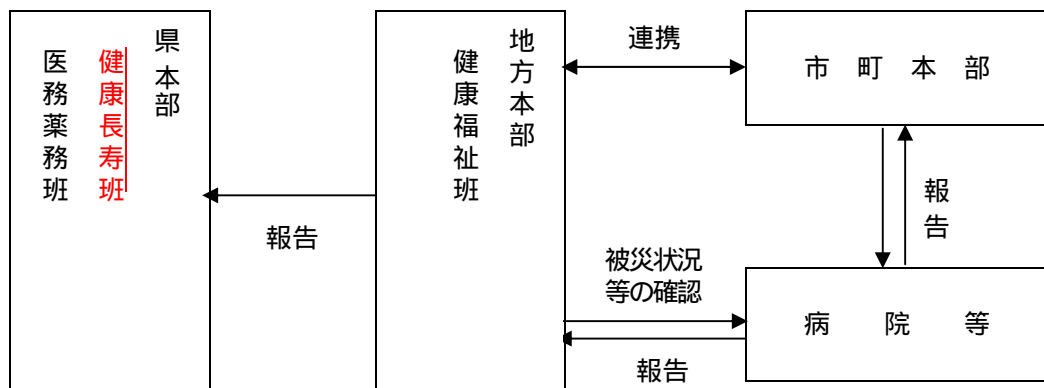 県本部
健康長寿班
医務薬務班
報告
地方本部
健康福祉班
連携
市町本部
報告
被災状況
等の確認
報告
病院等